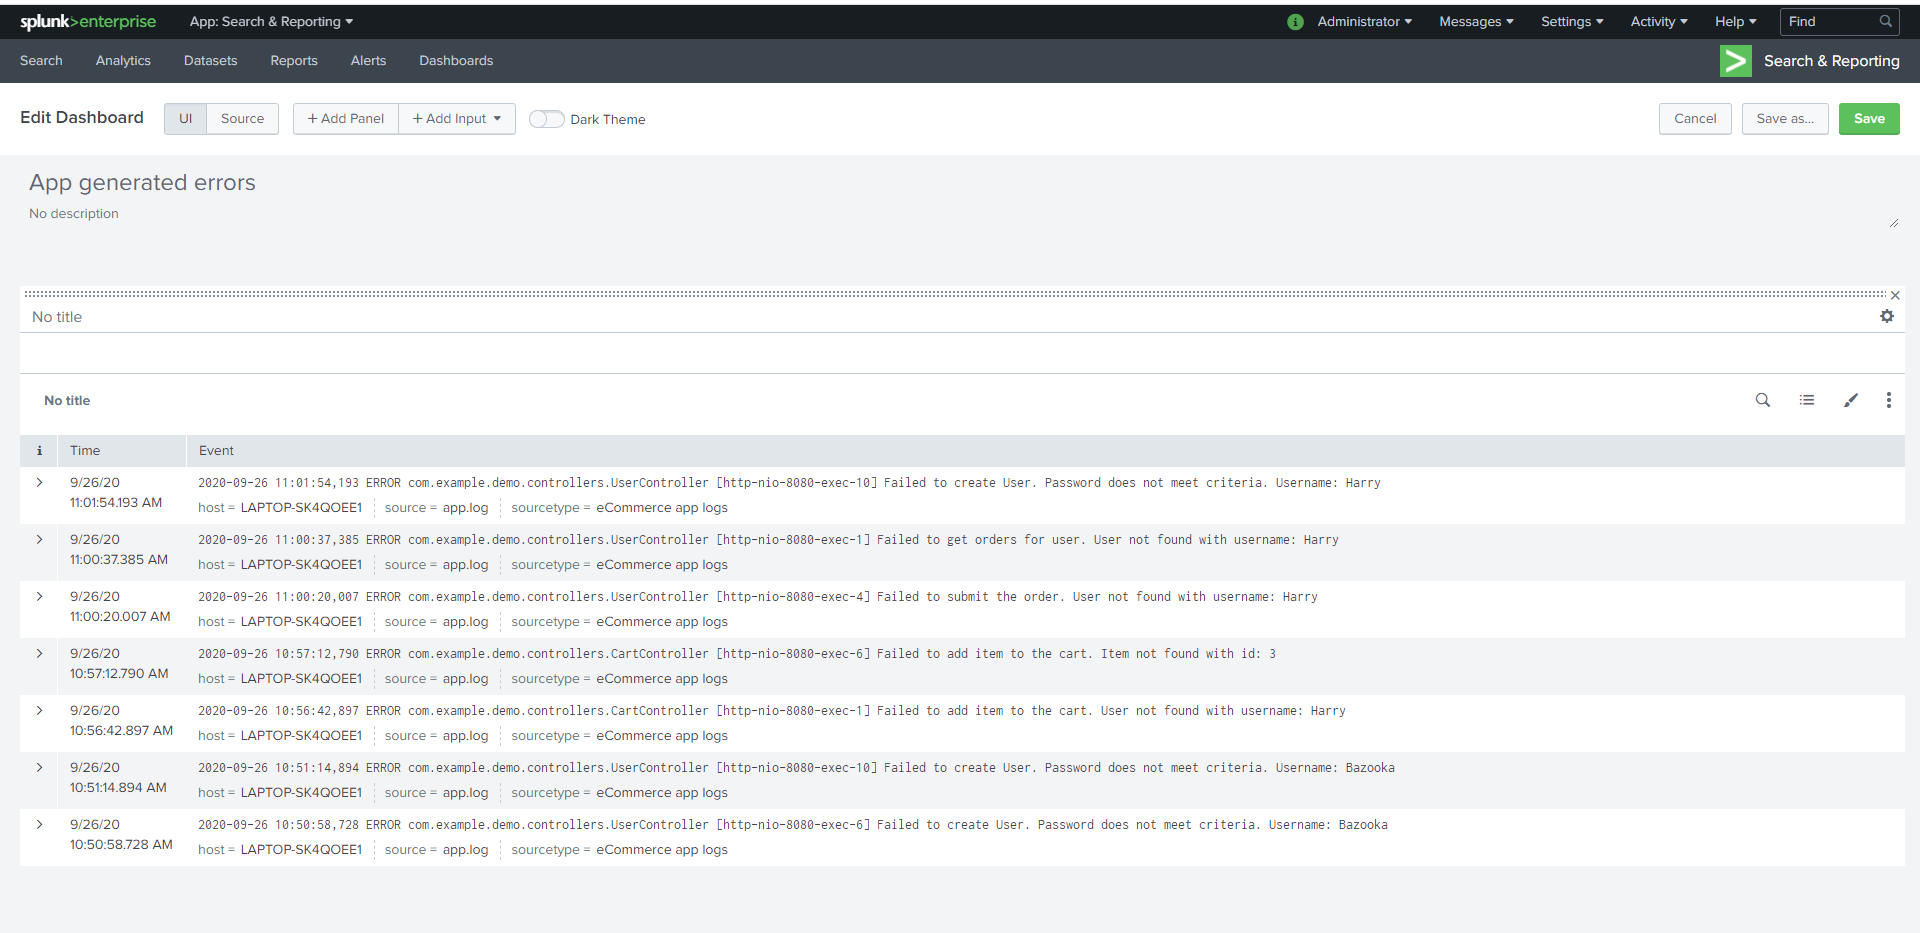 splunk>enterprise App: Search & Reporting i Administrator Messages Settings Activity Help Find
Search Analytics Datasets Reports Alerts Dashboards Search & Reporting
Edit Dashboard UI Source + Add Panel + Add Input Dark Theme Cancel Save as... Save
App generated errors
No description
No title
No title
i Time Event
9/26/20
11:01:54.193 AM
2020-09-26 11:01:54,193 ERROR com.example.demo.controllers.UserController [http-nio-8080-exec-10] Failed to create User. Password does not meet criteria. Username: Harry
host = LAPTOP-SK4QOEE1 source = app.log sourcetype = eCommerce app logs
9/26/20
11:00:37.385 AM
2020-09-26 11:00:37,385 ERROR com.example.demo.controllers.UserController [http-nio-8080-exec-1] Failed to get orders for user. User not found with username: Harry
host = LAPTOP-SK4QOEE1 source = app.log sourcetype = eCommerce app logs
9/26/20
11:00:20.007 AM
2020-09-26 11:00:20,007 ERROR com.example.demo.controllers.UserController [http-nio-8080-exec-4] Failed to submit the order. User not found with username: Harry
host = LAPTOP-SK4QOEE1 source = app.log sourcetype = eCommerce app logs
9/26/20
10:57:12.790 AM
2020-09-26 10:57:12,790 ERROR com.example.demo.controllers.CartController [http-nio-8080-exec-6] Failed to add item to the cart. Item not found with id: 3
host = LAPTOP-SK4QOEE1 source = app.log sourcetype = eCommerce app logs
9/26/20
10:56:42.897 AM
2020-09-26 10:56:42,897 ERROR com.example.demo.controllers.CartController [http-nio-8080-exec-1] Failed to add item to the cart. User not found with username: Harry
host = LAPTOP-SK4QOEE1 source = app.log sourcetype = eCommerce app logs
9/26/20
10:51:14.894 AM
2020-09-26 10:51:14,894 ERROR com.example.demo.controllers.UserController [http-nio-8080-exec-10] Failed to create User. Password does not meet criteria. Username: Bazooka
host = LAPTOP-SK4QOEE1 source = app.log sourcetype = eCommerce app logs
9/26/20
10:50:58.728 AM
2020-09-26 10:50:58,728 ERROR com.example.demo.controllers.UserController [http-nio-8080-exec-6] Failed to create User. Password does not meet criteria. Username: Bazooka
host = LAPTOP-SK4QOEE1 source = app.log sourcetype = eCommerce app logs